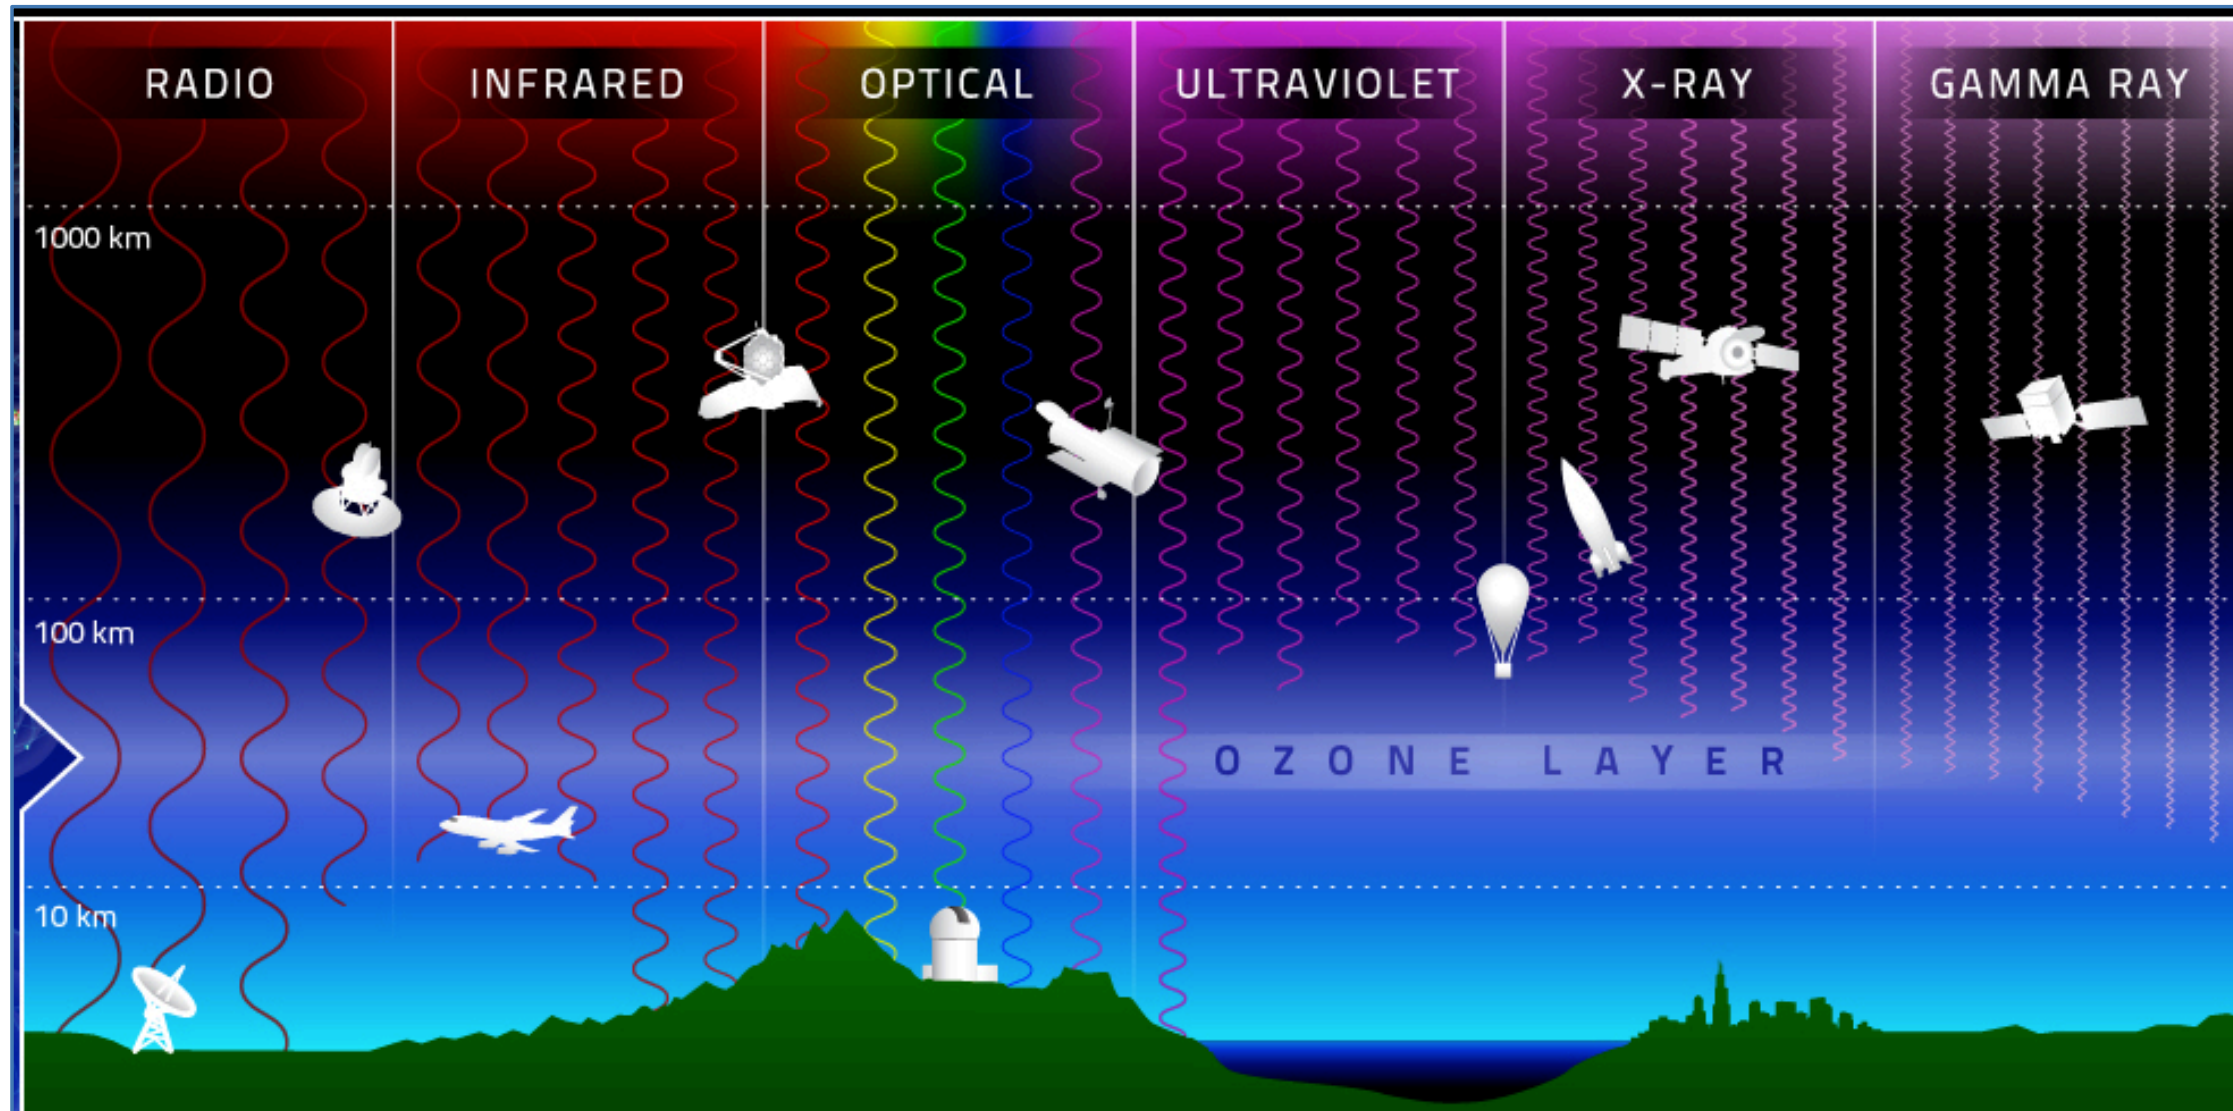 RADIO INFRARED OPTICAL ULTRAVIOLET X-RAY GAMMA RAY
1000 km
100 km
OZONE LAYER
10 km